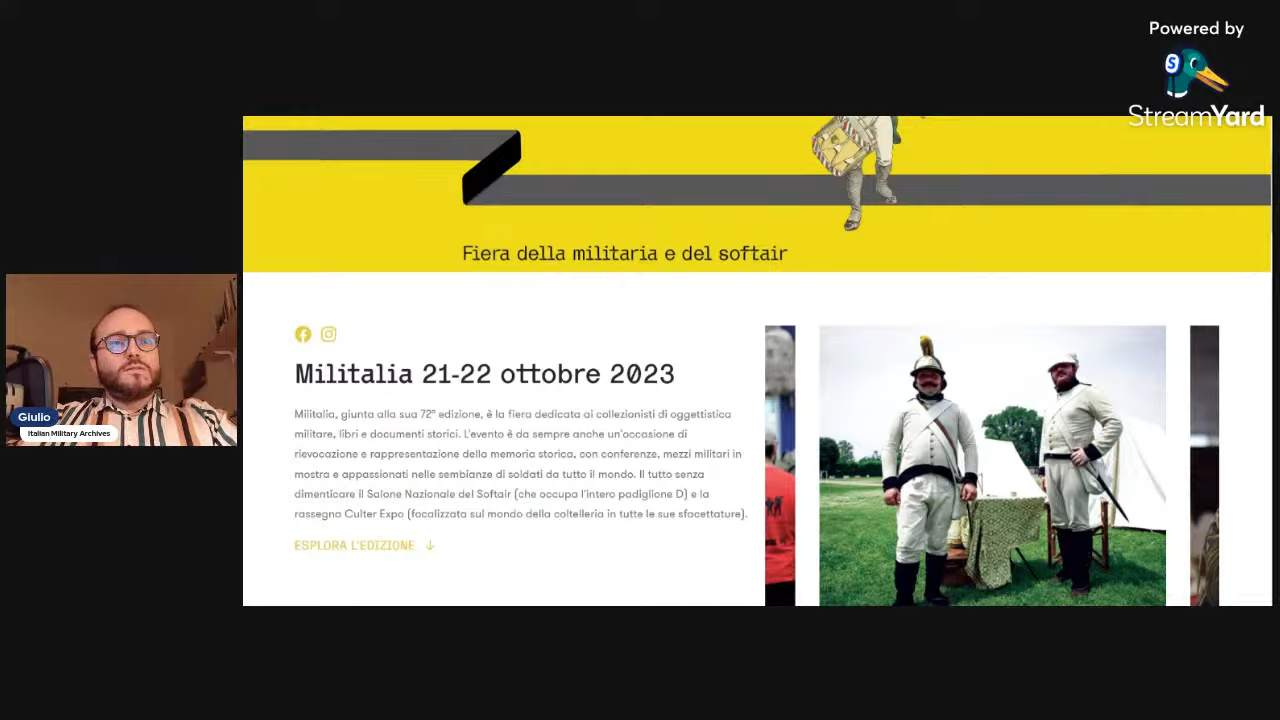 Powered by
S
StreamYard
Fiera della militaria e del softair
Militalia 21-22 ottobre 2023
Militalia, giunta alla sua 72° edizione, è la fiera dedicata ai collezionisti di oggettistica
militare, libri e documenti storici. L'evento è da sempre anche un'occasione di
rievocazione e rappresentazione della memoria storica, con conferenze, mezzi militari in
mostra e appassionati nelle sembianze di soldati da tutto il mondo. Il tutto senza
dimenticare il Salone Nazionale del Softair (che occupa l'intero padiglione D) e la
rassegna Culter Expo (focalizzata sul mondo della coltelleria in tutte le sue sfaccettature).
ESPLORA L'EDIZIONE
Giulio
Italian Military Archives